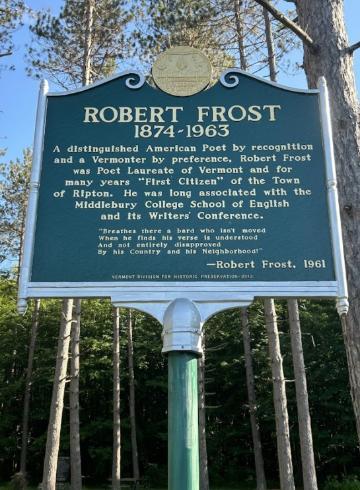 ROBERT FROST
1874-1963
A distinguished American Poet by recognition
and a Vermonter by preference, Robert Frost
was Poet Laureate of Vermont and for
many years "First Citizen" of the Town
of Ripton. He was long associated with the
Middlebury College School of English
and its Writers' Conference.
"Breathes there a bard who isn't moved
When he finds his verse is understood
And not entirely disapproved
By his Country and his Neighborhood!"
—Robert Frost, 1961
VERMONT DIVISION FOR HISTORIC PRESERVATION-2012